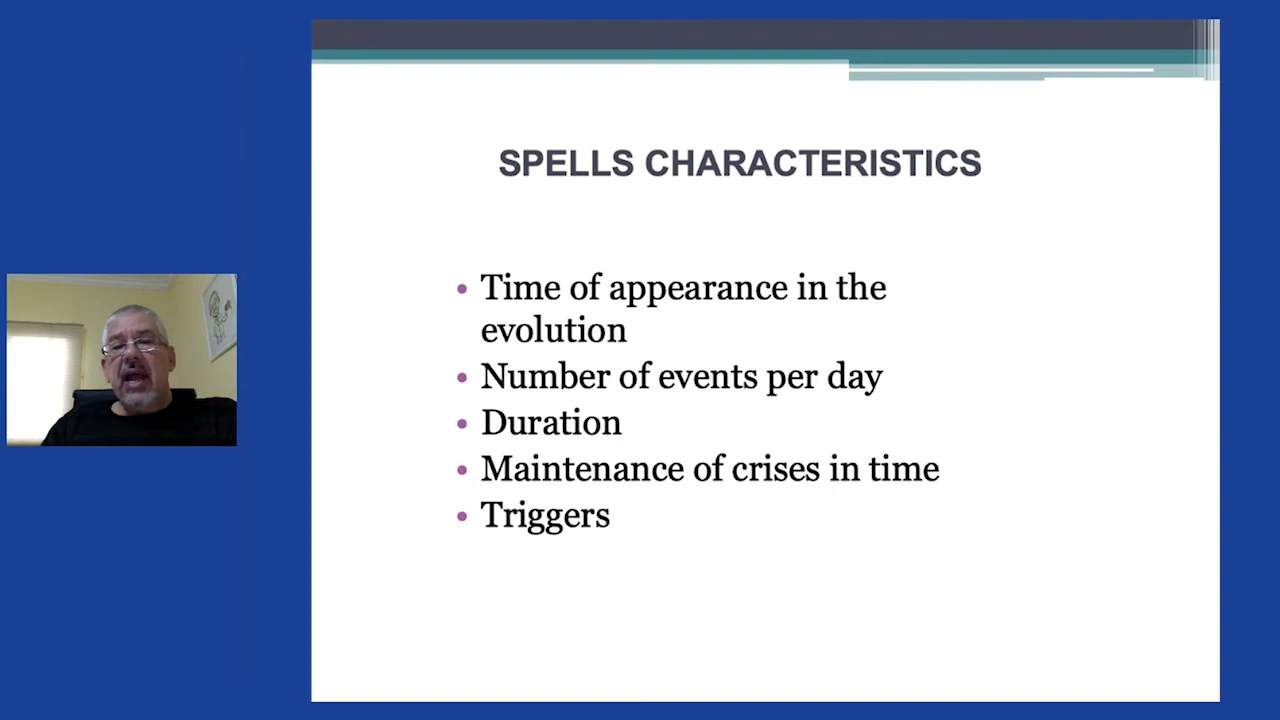 SPELLS CHARACTERISTICS
• Time of appearance in the
evolution
• Number of events per day
• Duration
• Maintenance of crises in time
• Triggers